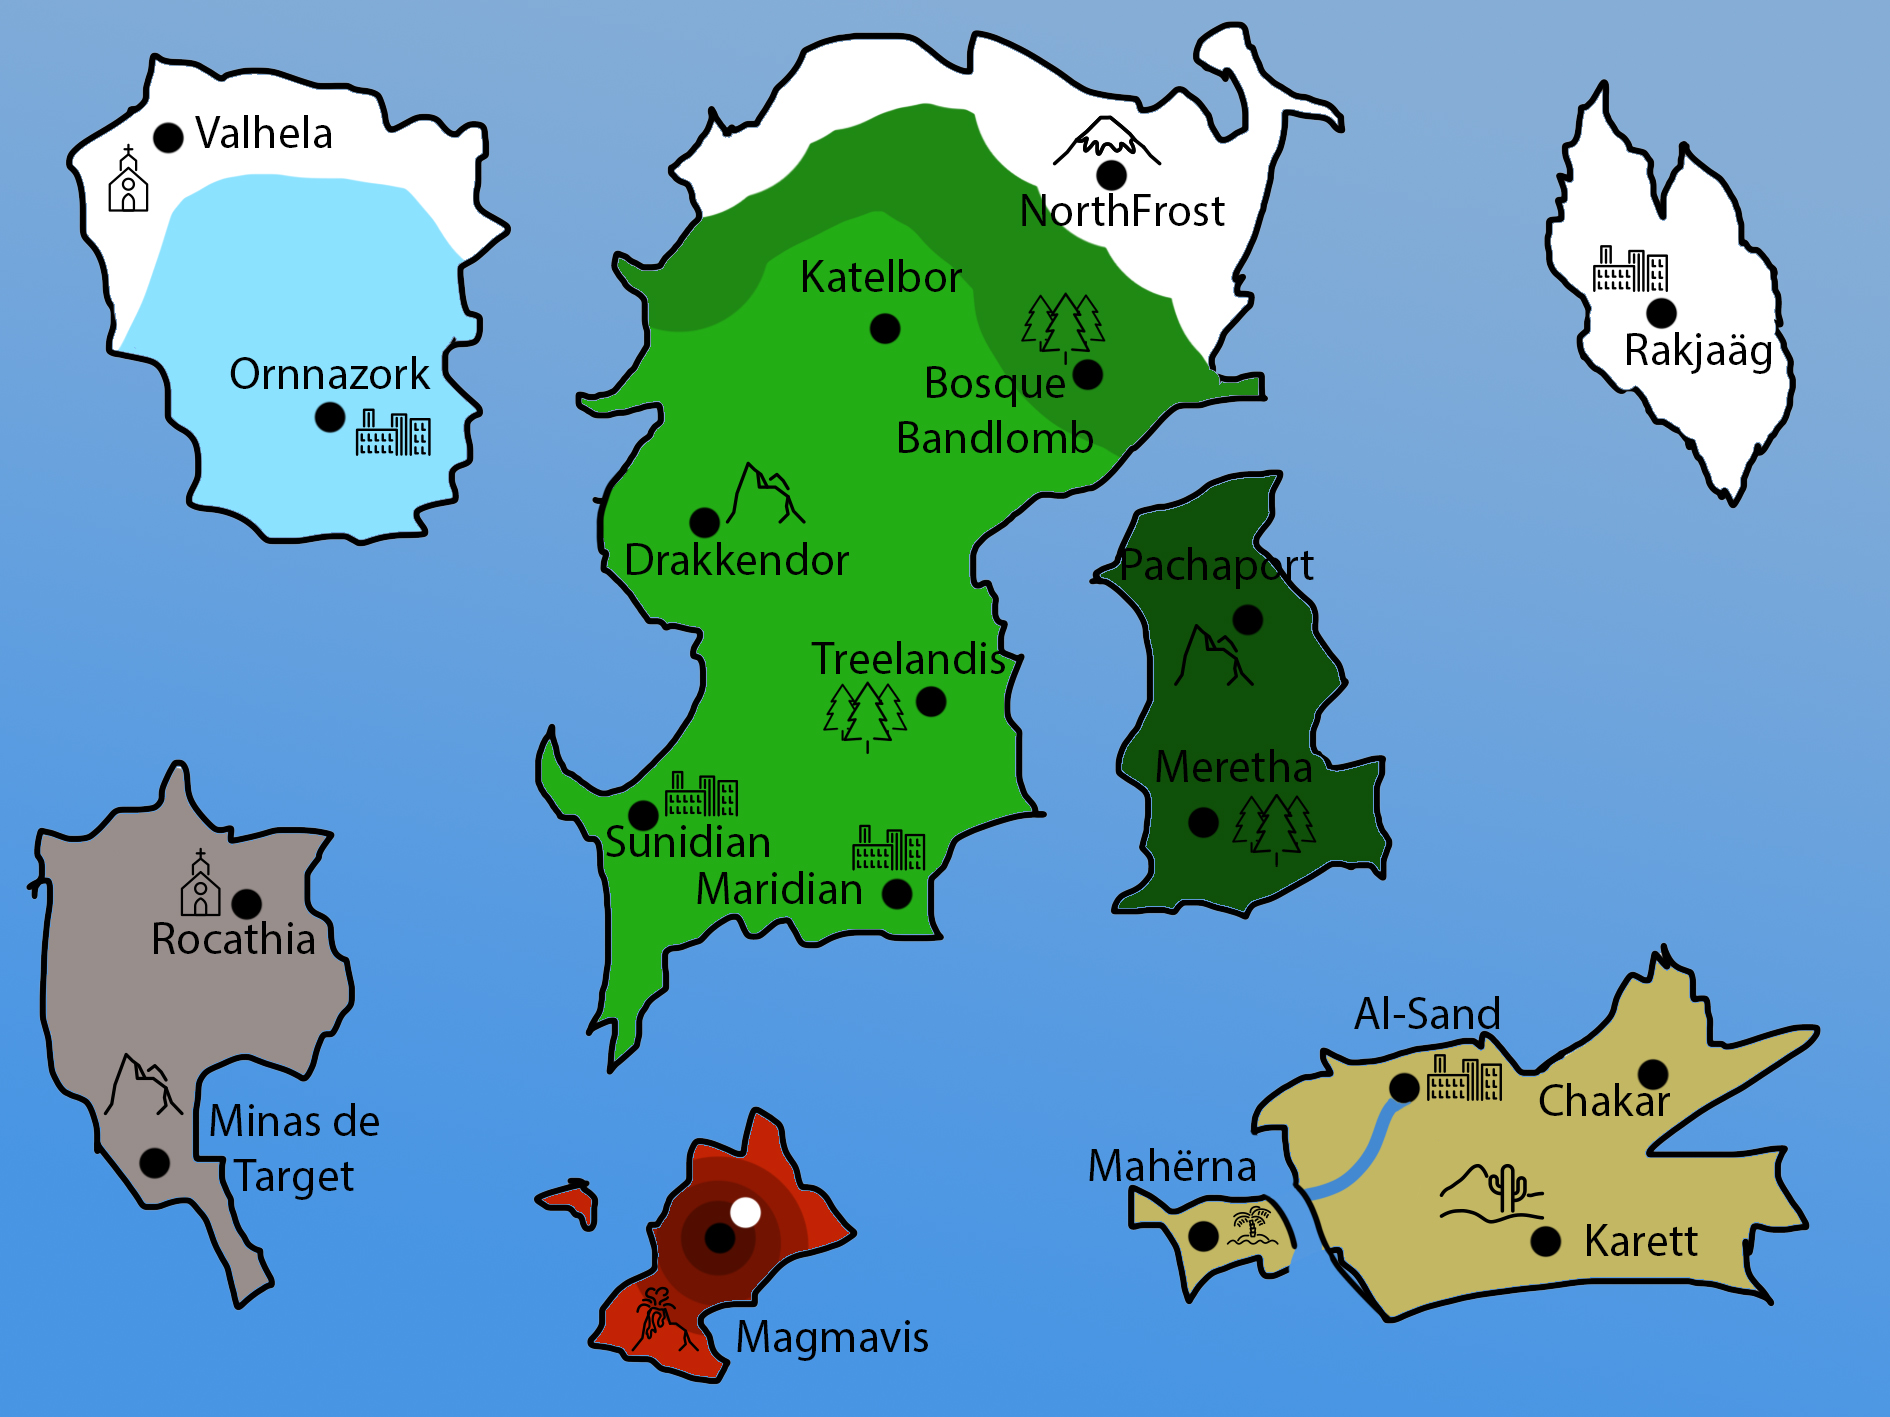 Valhela
NorthFrost
Katelbor
Rakjaäg
Ornnazork
Bosque
Bandlomb
Drakkendor
Pachaport
Treelandis
Meretha
Sunidian
Maridian
Rocathia
Al-Sand
Chakar
Minas de
Target
Mahërna
Karett
Magmavis